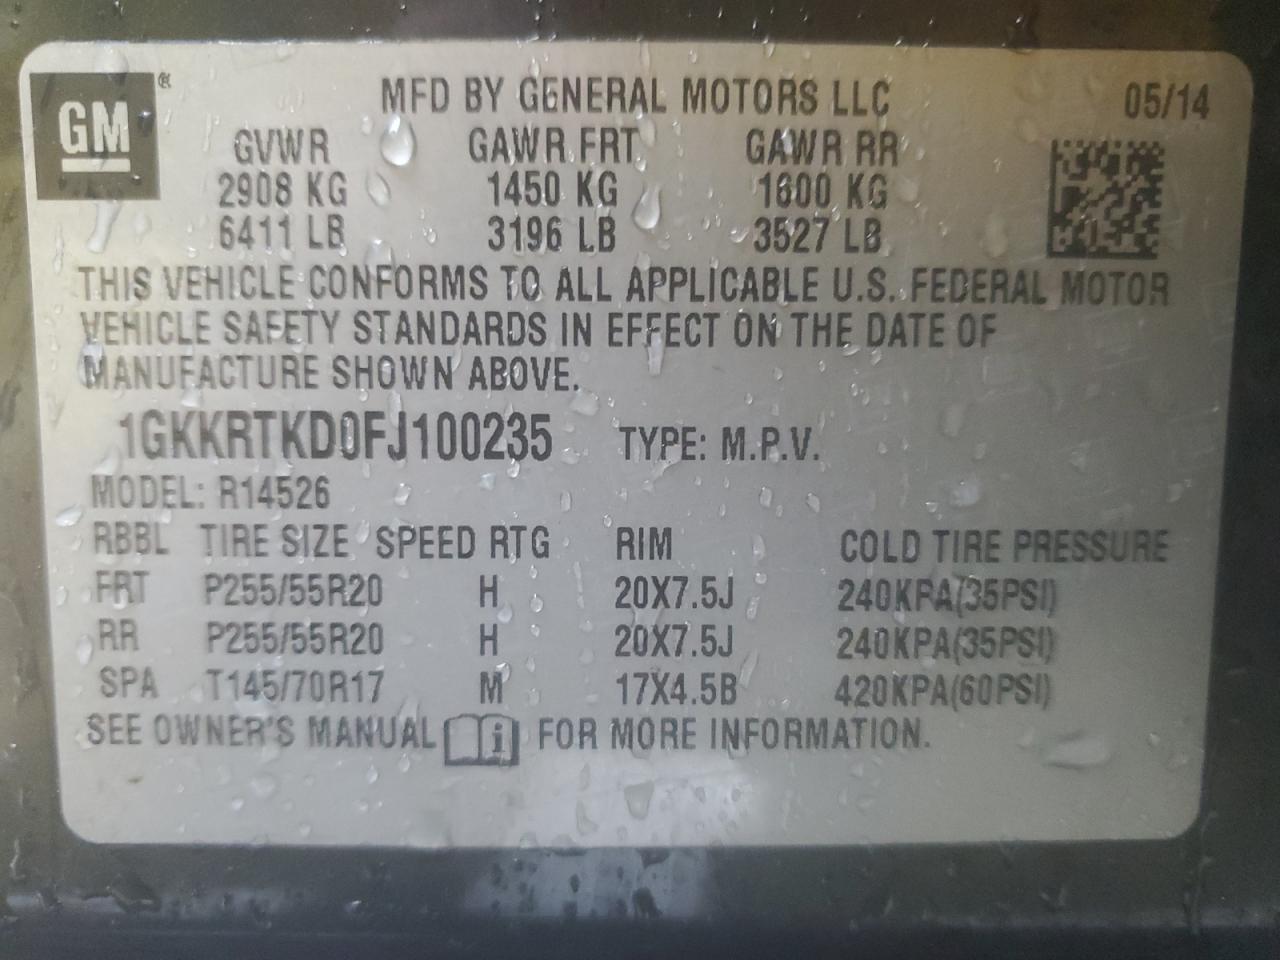 GM ®
MFD BY GENERAL MOTORS LLC 05/14
GVWR GAWR FRT GAWR RR
2908 KG 1450 KG 1600 KG
6411 LB 3196 LB 3527 LB
THIS VEHICLE CONFORMS TO ALL APPLICABLE U.S. FEDERAL MOTOR
VEHICLE SAFETY STANDARDS IN EFFECT ON THE DATE OF
MANUFACTURE SHOWN ABOVE.
1GKKRTKD0FJ100235 TYPE: M.P.V.
MODEL: R14526
RBBL TIRE SIZE SPEED RTG RIM COLD TIRE PRESSURE
FRT P255/55R20 H 20X7.5J 240KPA(35PSI)
RR P255/55R20 H 20X7.5J 240KPA(35PSI)
SPA T145/70R17 M 17X4.5B 420KPA(60PSI)
SEE OWNER'S MANUAL i FOR MORE INFORMATION.